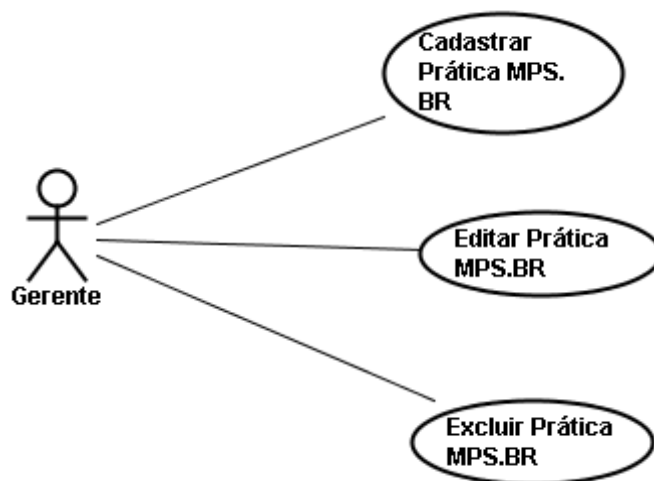 Cadastrar
Prática MPS.
BR
Editar Prática
MPS.BR
Gerente
Excluir Prática
MPS.BR